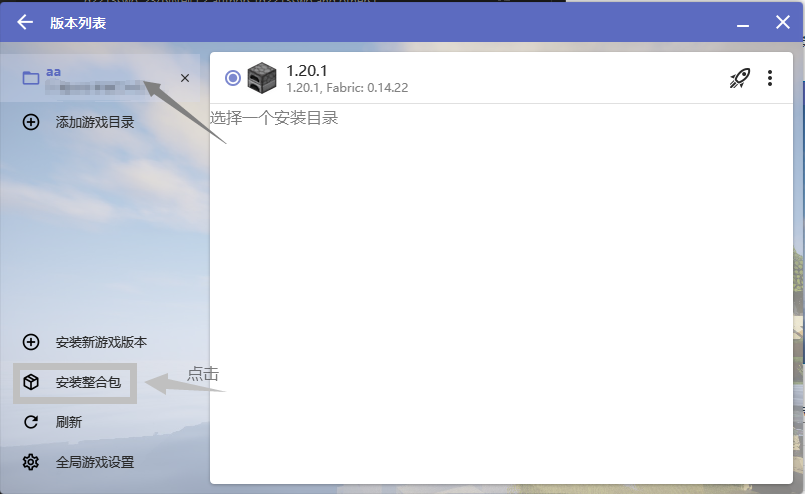 版本列表
aa
添加游戏目录
1.20.1
1.20.1, Fabric: 0.14.22
选择一个安装目录
安装新游戏版本
安装整合包
点击
刷新
全局游戏设置